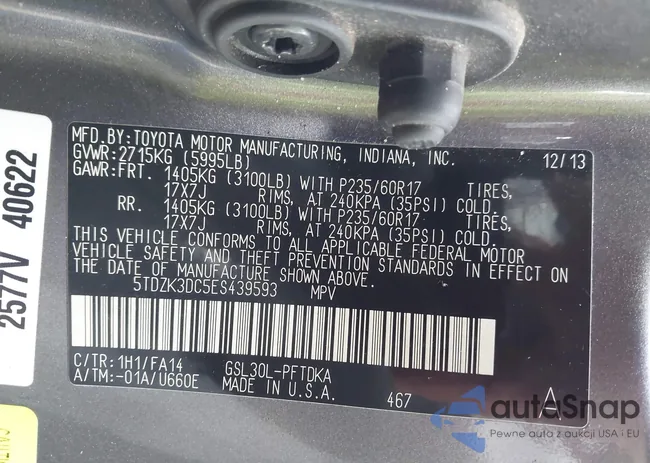 MFD.BY:TOYOTA MOTOR MANUFACTURING, INDIANA, INC. 12/13
GVWR:2715KG (5995LB)
GAWR:FRT. 1405KG (3100LB) WITH P235/60R17 TIRES,
17X7J RIMS, AT 240KPA (35PSI) COLD.
RR. 1405KG (3100LB) WITH P235/60R17 TIRES,
17X7J RIMS, AT 240KPA (35PSI) COLD.
THIS VEHICLE CONFORMS TO ALL APPLICABLE FEDERAL MOTOR
VEHICLE SAFETY AND THEFT PREVENTION STANDARDS IN EFFECT ON
THE DATE OF MANUFACTURE SHOWN ABOVE.
5TDZK3DC5ES439593 MPV
C/TR:1H1/FA14 GSL30L-PFTDKA
A/TM:-01A/U660E MADE IN U.S.A. 467 A
2577V 40622
autoSnap
Pewne auta z aukcji USA i EU